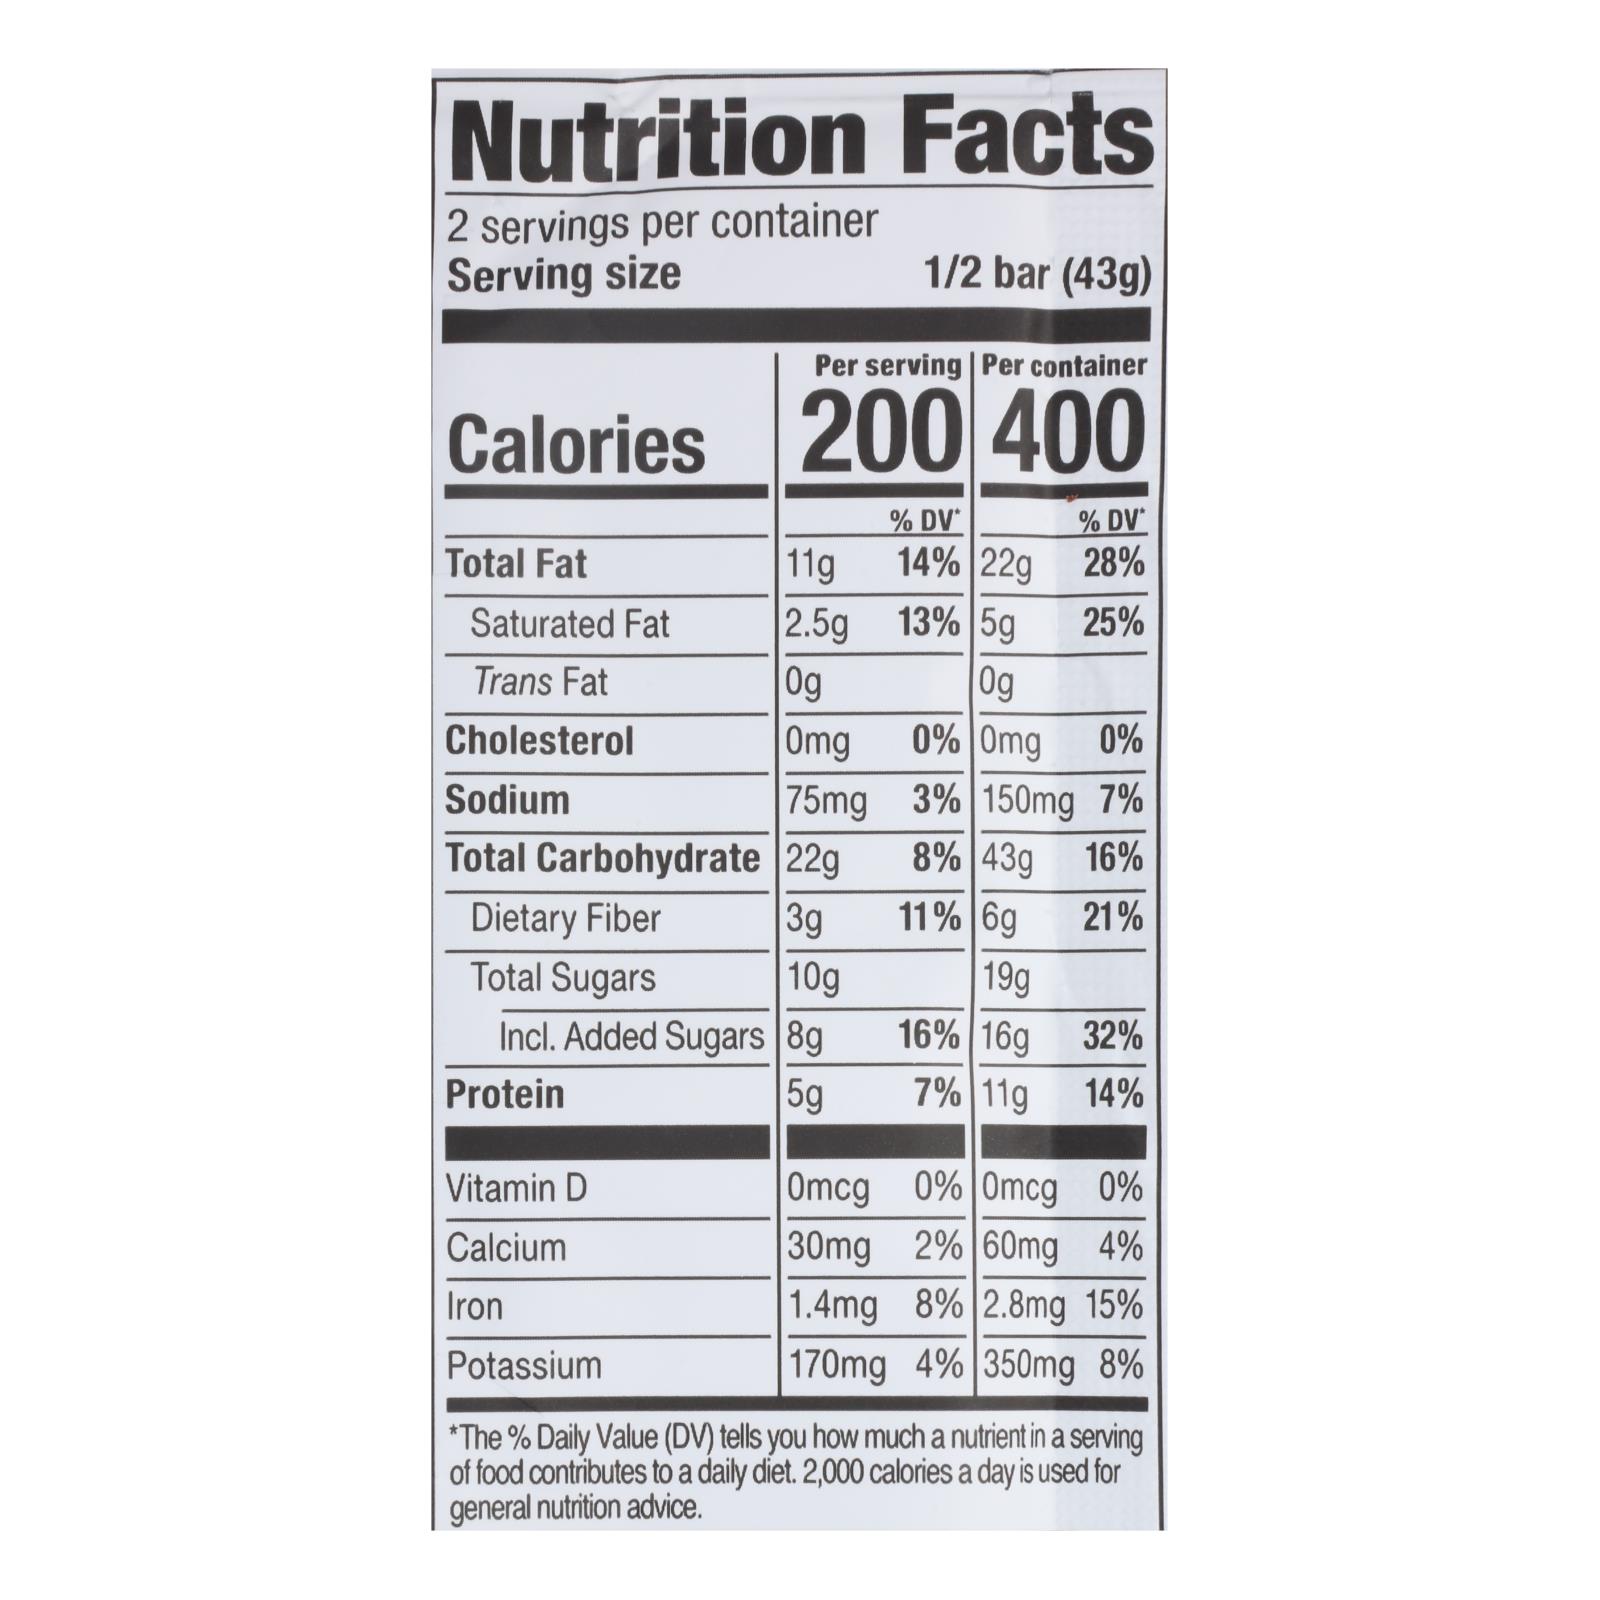 Nutrition Facts
2 servings per container
Serving size 1/2 bar (43g)
Per serving Per container
Calories 200 400
% DV* % DV*
Total Fat 11g 14% 22g 28%
Saturated Fat 2.5g 13% 5g 25%
Trans Fat 0g 0g
Cholesterol 0mg 0% 0mg 0%
Sodium 75mg 3% 150mg 7%
Total Carbohydrate 22g 8% 43g 16%
Dietary Fiber 3g 11% 6g 21%
Total Sugars 10g 19g
Incl. Added Sugars 8g 16% 16g 32%
Protein 5g 7% 11g 14%
Vitamin D 0mcg 0% 0mcg 0%
Calcium 30mg 2% 60mg 4%
Iron 1.4mg 8% 2.8mg 15%
Potassium 170mg 4% 350mg 8%
*The % Daily Value (DV) tells you how much a nutrient in a serving
of food contributes to a daily diet. 2,000 calories a day is used for
general nutrition advice.